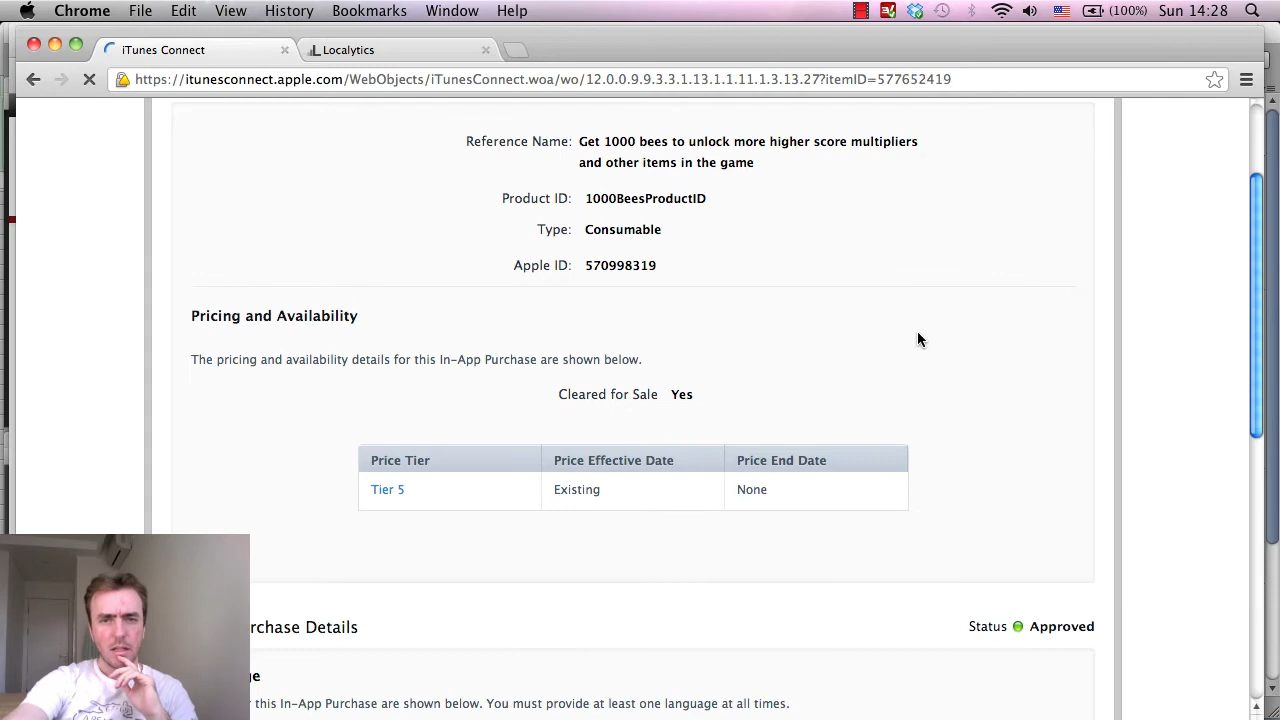 Chrome File Edit View History Bookmarks Window Help (100%) Sun 14:28
iTunes Connect Localytics
https://itunesconnect.apple.com/WebObjects/iTunesConnect.woa/wo/12.0.0.9.9.3.3.1.13.1.1.11.1.3.13.27?itemID=577652419
Reference Name: Get 1000 bees to unlock more higher score multipliers
and other items in the game
Product ID: 1000BeesProductID
Type: Consumable
Apple ID: 570998319
Pricing and Availability
The pricing and availability details for this In-App Purchase are shown below.
Cleared for Sale Yes
Price Tier Price Effective Date Price End Date
Tier 5 Existing None
Details Status Approved
this In-App Purchase are shown below. You must provide at least one language at all times.